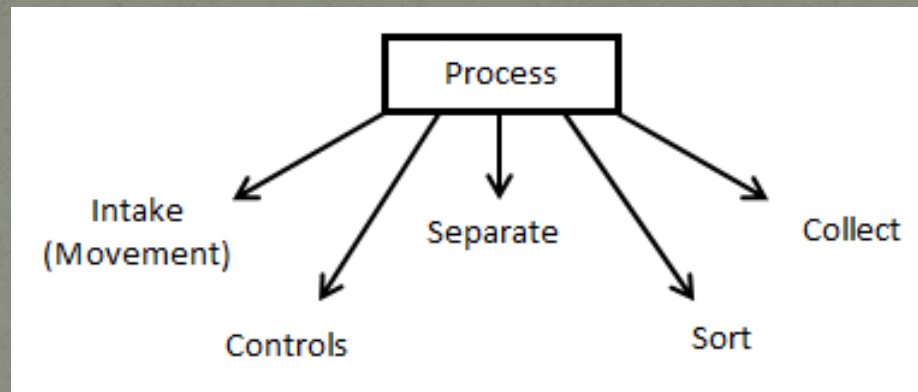 Process
Intake
(Movement)
Separate
Collect
Controls
Sort